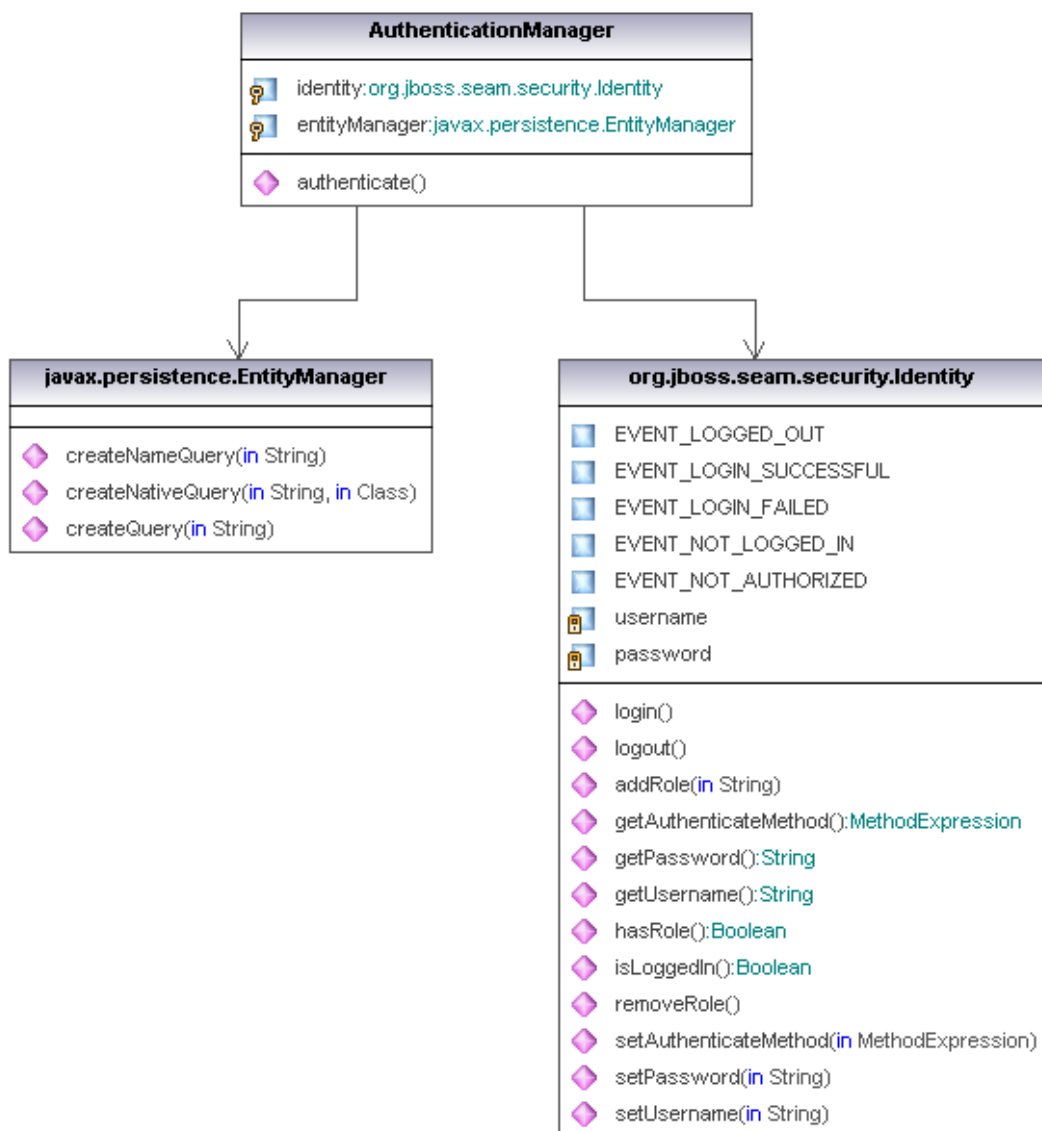 AuthenticationManager
identity:org.jboss.seam.security.Identity
entityManager:javax.persistence.EntityManager
authenticate()
javax.persistence.EntityManager
createNameQuery(in String)
createNativeQuery(in String, in Class)
createQuery(in String)
org.jboss.seam.security.Identity
EVENT_LOGGED_OUT
EVENT_LOGIN_SUCCESSFUL
EVENT_LOGIN_FAILED
EVENT_NOT_LOGGED_IN
EVENT_NOT_AUTHORIZED
username
password
login()
logout()
addRole(in String)
getAuthenticateMethod():MethodExpression
getPassword():String
getUsername():String
hasRole():Boolean
isLoggedIn():Boolean
removeRole()
setAuthenticateMethod(in MethodExpression)
setPassword(in String)
setUsername(in String)